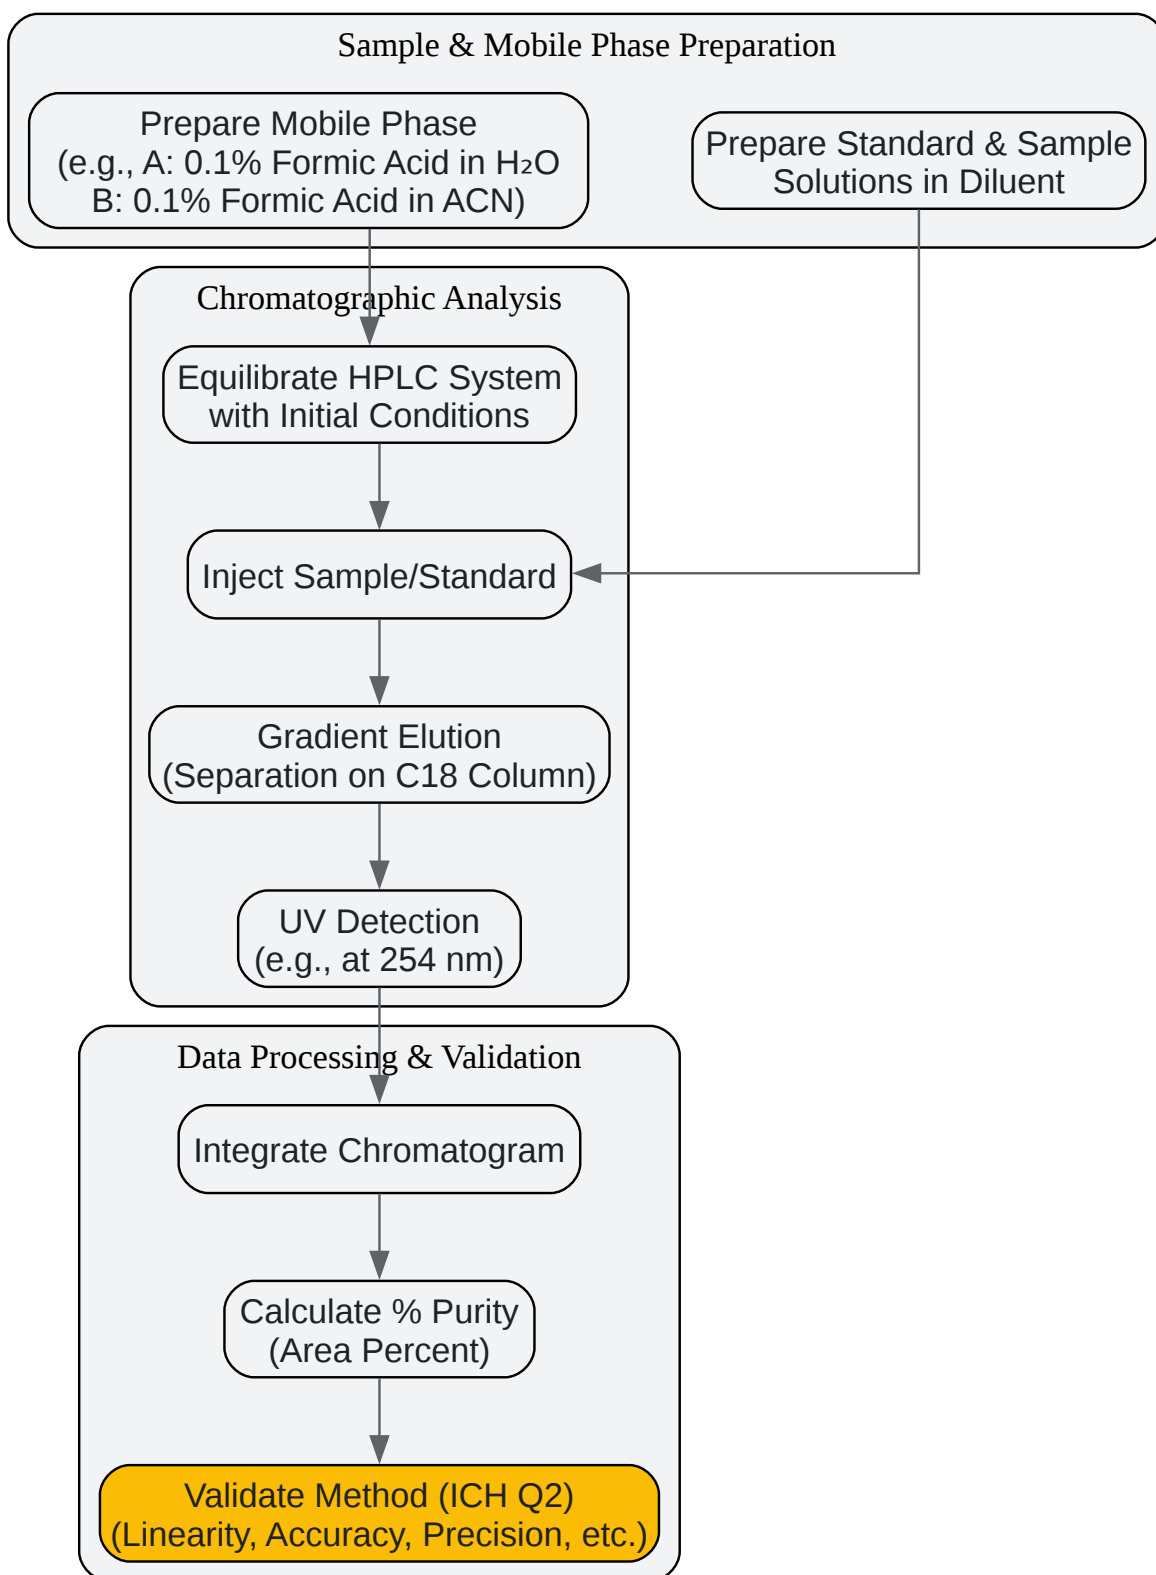 Sample & Mobile Phase Preparation
Prepare Mobile Phase
(e.g., A: 0.1% Formic Acid in H₂O
B: 0.1% Formic Acid in ACN)
Prepare Standard & Sample
Solutions in Diluent
Chromatographic Analysis
Equilibrate HPLC System
with Initial Conditions
Inject Sample/Standard
Gradient Elution
(Separation on C18 Column)
UV Detection
(e.g., at 254 nm)
Data Processing & Validation
Integrate Chromatogram
Calculate % Purity
(Area Percent)
Validate Method (ICH Q2)
(Linearity, Accuracy, Precision, etc.)